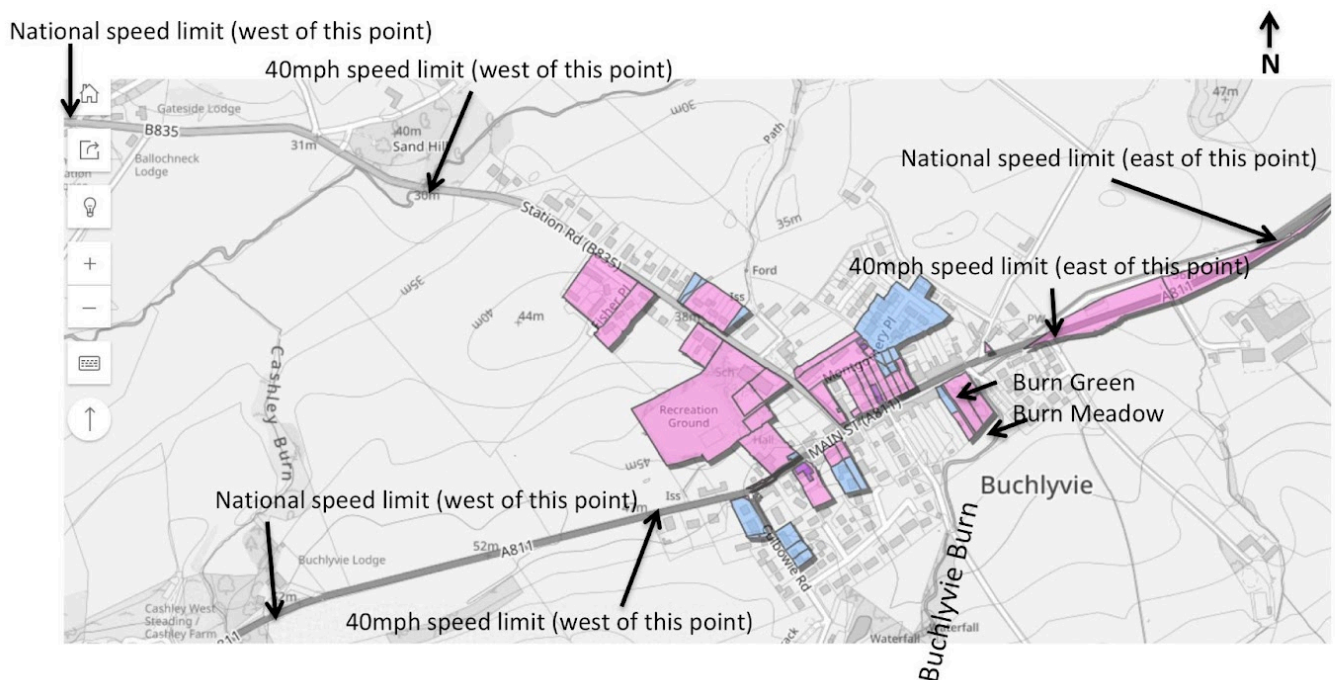 National speed limit (west of this point)
40mph speed limit (west of this point)
N
47m
Gateside Lodge
30m
B835
40m
Sand Hill
Path
31m
Ballochneck
Lodge
National speed limit (east of this point)
30m
Station Rd (B835)
35m
Ford
40mph speed limit (east of this point)
35m
Iss
A811
Fisher Pl
38m
40m
44m
Sch
Burn Green
Burn Meadow
Recreation
Ground
MAIN ST (A811)
Hall
Cashley Burn
45m
Buchlyvie
National speed limit (west of this point)
Iss
52m
A811
Culbowie Rd
Buchlyvie Lodge
Buchlyvie Burn
Cashley West
Steading /
Cashley Farm
40mph speed limit (west of this point)
Waterfall